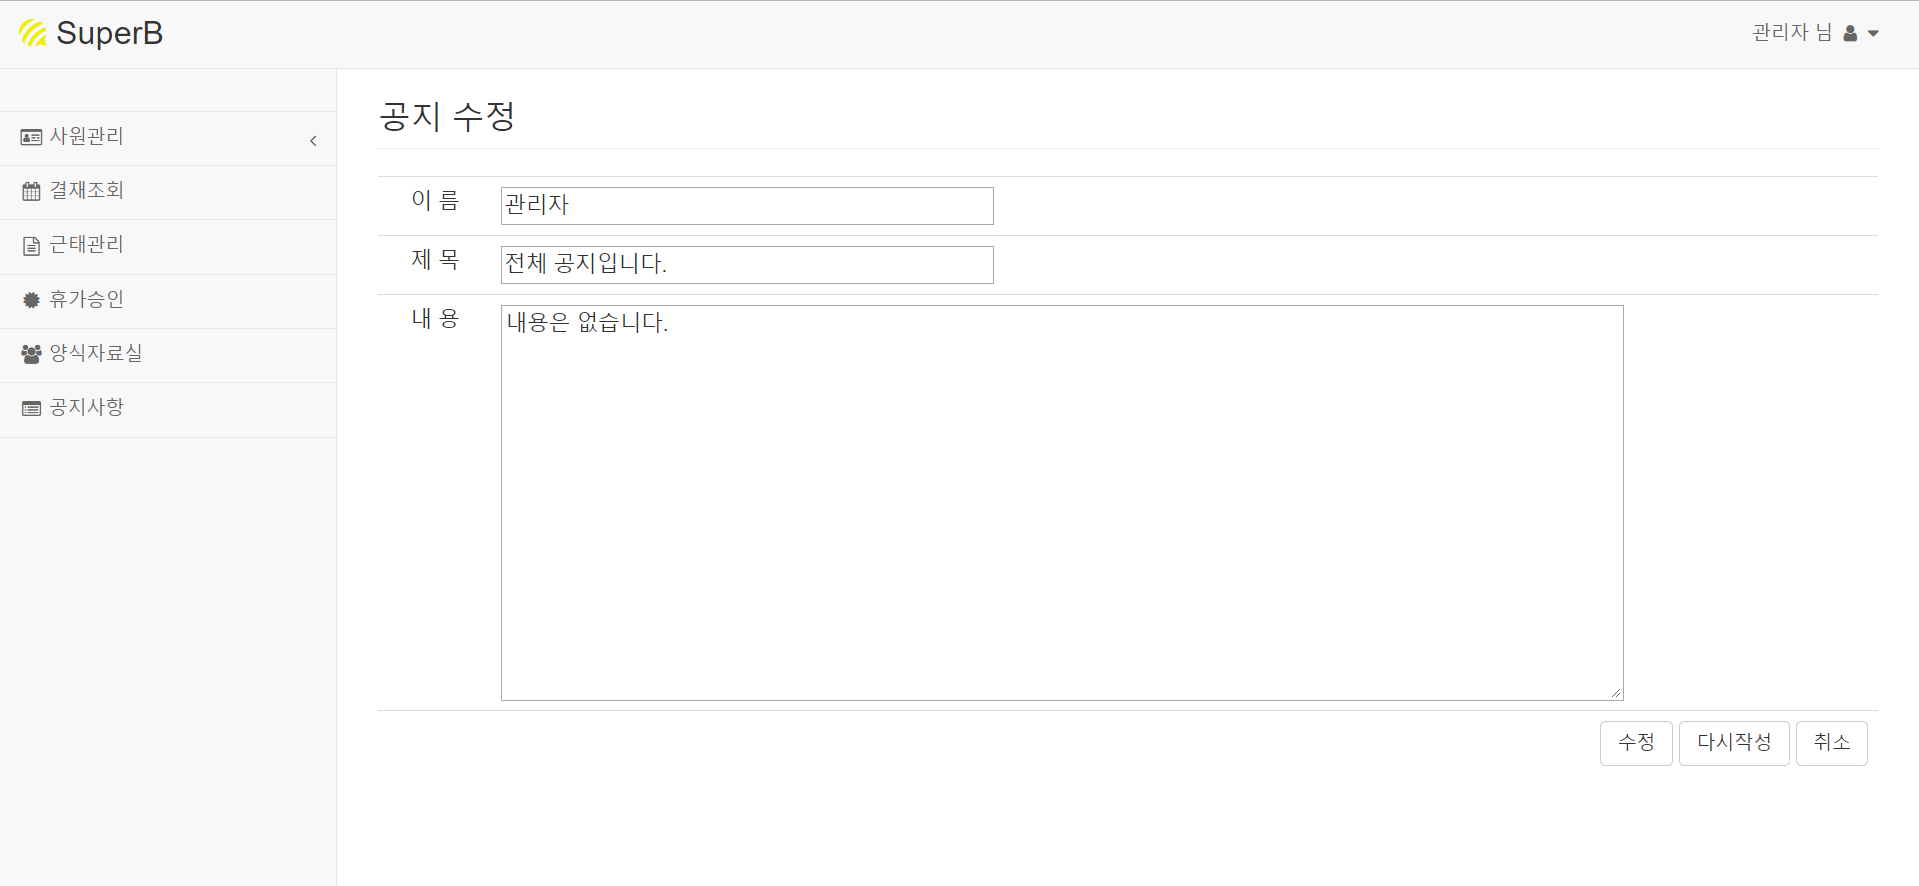 SuperB
관리자 님
사원관리
결재조회
근태관리
휴가승인
양식자료실
공지사항
공지 수정
이 름 관리자
제 목 전체 공지입니다.
내 용 내용은 없습니다.
수정 다시작성 취소